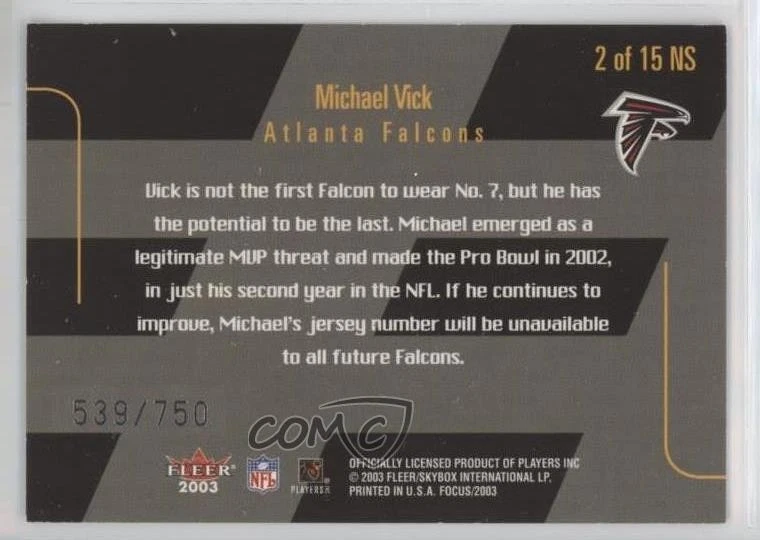 2 of 15 NS
Michael Vick
Atlanta Falcons
Vick is not the first Falcon to wear No. 7, but he has
the potential to be the last. Michael emerged as a
legitimate MVP threat and made the Pro Bowl in 2002,
in just his second year in the NFL. If he continues to
improve, Michael's jersey number will be unavailable
to all future Falcons.
539/750
COMC
FLEER®
2003
NFL
PLAYERS
OFFICIALLY LICENSED PRODUCT OF PLAYERS INC
© 2003 FLEER/SKYBOX INTERNATIONAL LP,
PRINTED IN U.S.A. FOCUS/2003